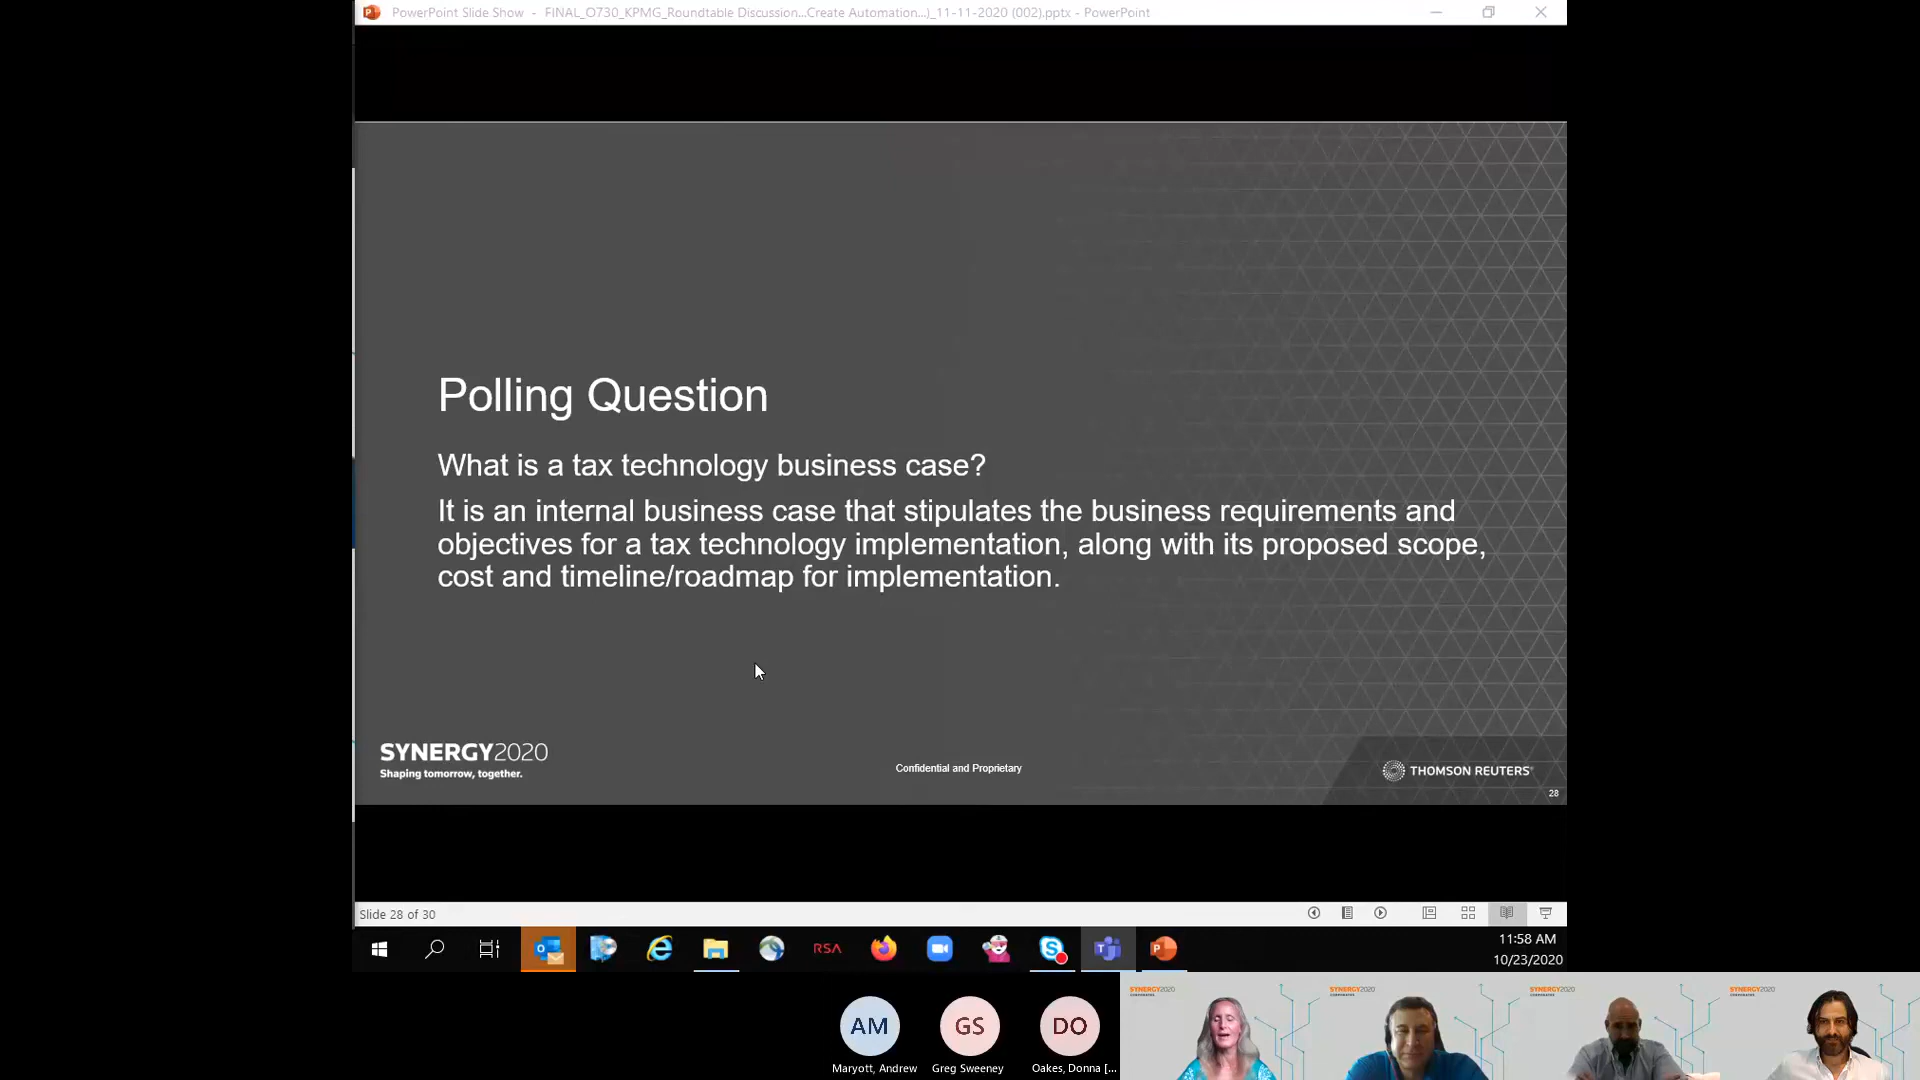 PowerPoint Slide Show - FINAL_O730_KPMG_Roundtable Discussion...Create Automation...)_11-11-2020 (002).pptx - PowerPoint
Polling Question
What is a tax technology business case?
It is an internal business case that stipulates the business requirements and
objectives for a tax technology implementation, along with its proposed scope,
cost and timeline/roadmap for implementation.
SYNERGY2020
Shaping tomorrow, together.
Confidential and Proprietary
THOMSON REUTERS
28
Slide 28 of 30
RSA
11:58 AM
10/23/2020
AM
GS
DO
Maryott, Andrew
Greg Sweeney
Oakes, Donna [...
SYNERGY2020
SYNERGY2020
SYNERGY2020
SYNERGY2020